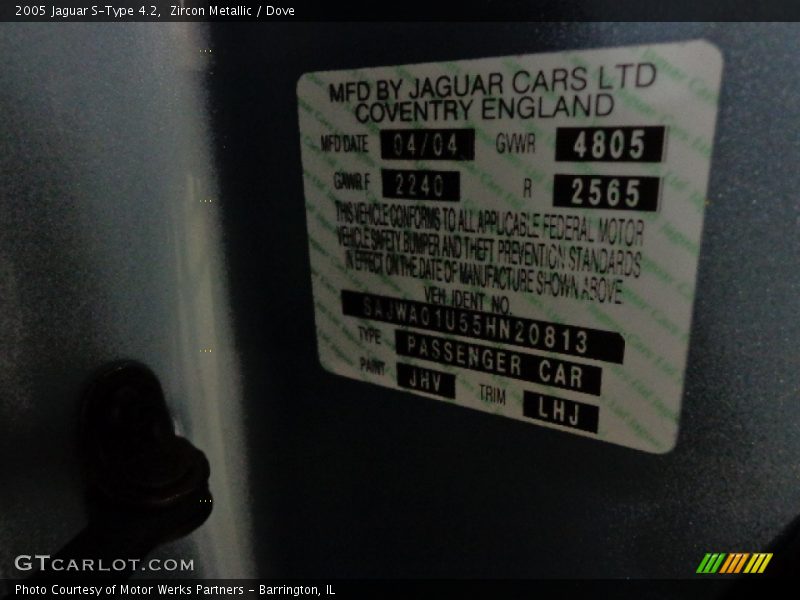 2005 Jaguar S-Type 4.2, Zircon Metallic / Dove
MFD BY JAGUAR CARS LTD
COVENTRY ENGLAND
MFD DATE 04/04 GVWR 4805
GAWR.F 2240 R 2565
THIS VEHICLE CONFORMS TO ALL APPLICABLE FEDERAL MOTOR
VEHICLE SAFETY, BUMPER AND THEFT PREVENTION STANDARDS
IN EFFECT ON THE DATE OF MANUFACTURE SHOWN ABOVE
VEH. IDENT NO.
SAJWA01U55HN20813
TYPE PASSENGER CAR
PAINT JHV TRIM LHJ
GTCARLOT.COM
Photo Courtesy of Motor Werks Partners - Barrington, IL